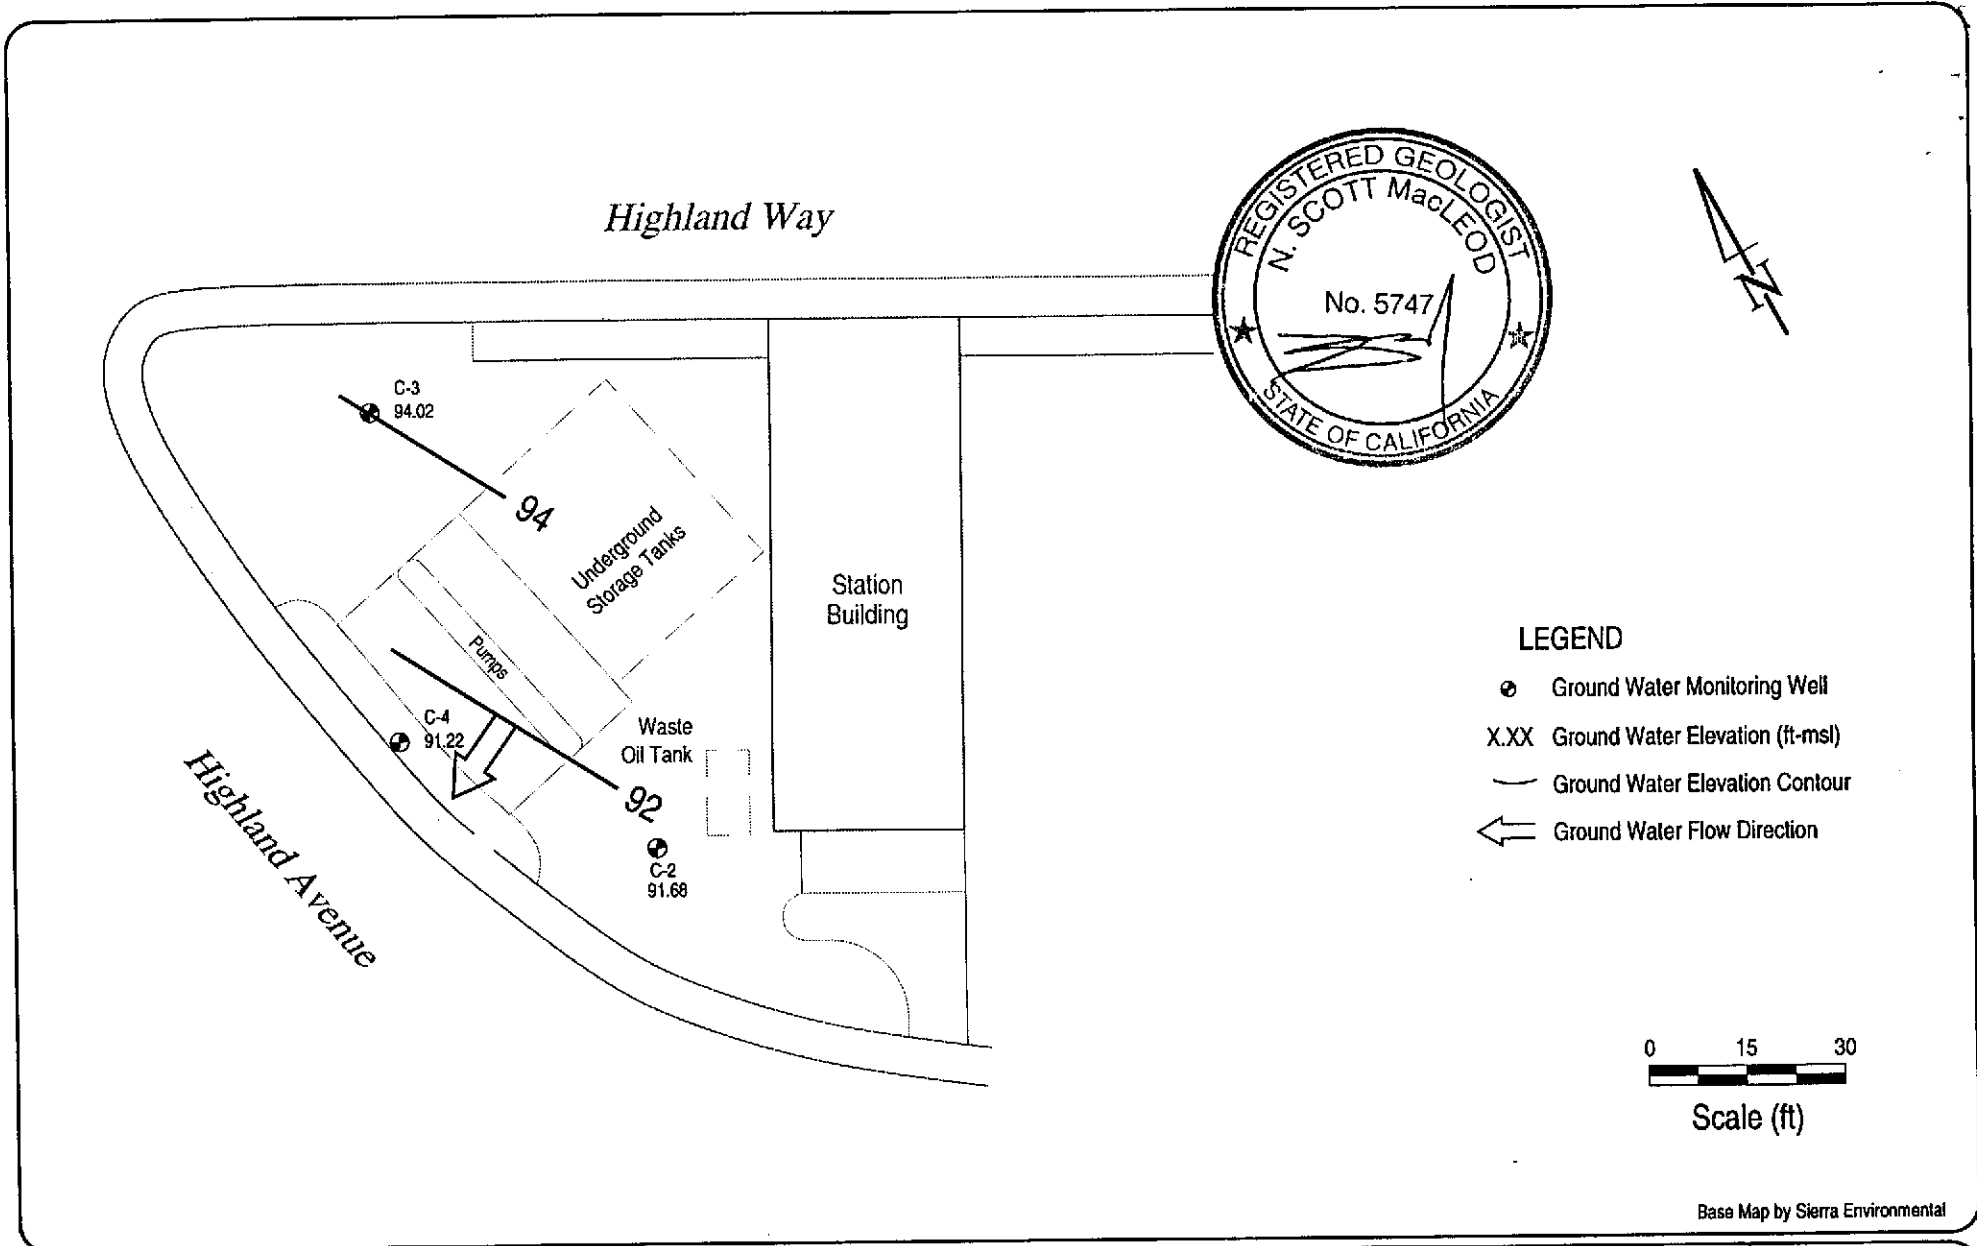 Highland Way
REGISTERED GEOLOGIST
N. SCOTT MacLEOD
No. 5747
STATE OF CALIFORNIA
N
C-3
94.02
94
Underground
Storage Tanks
Station
Building
Pumps
C-4
91.22
Waste
Oil Tank
92
C-2
91.68
Highland Avenue
LEGEND
Ground Water Monitoring Well
X.XX Ground Water Elevation (ft-msl)
Ground Water Elevation Contour
Ground Water Flow Direction
0 15 30
Scale (ft)
Base Map by Sierra Environmental